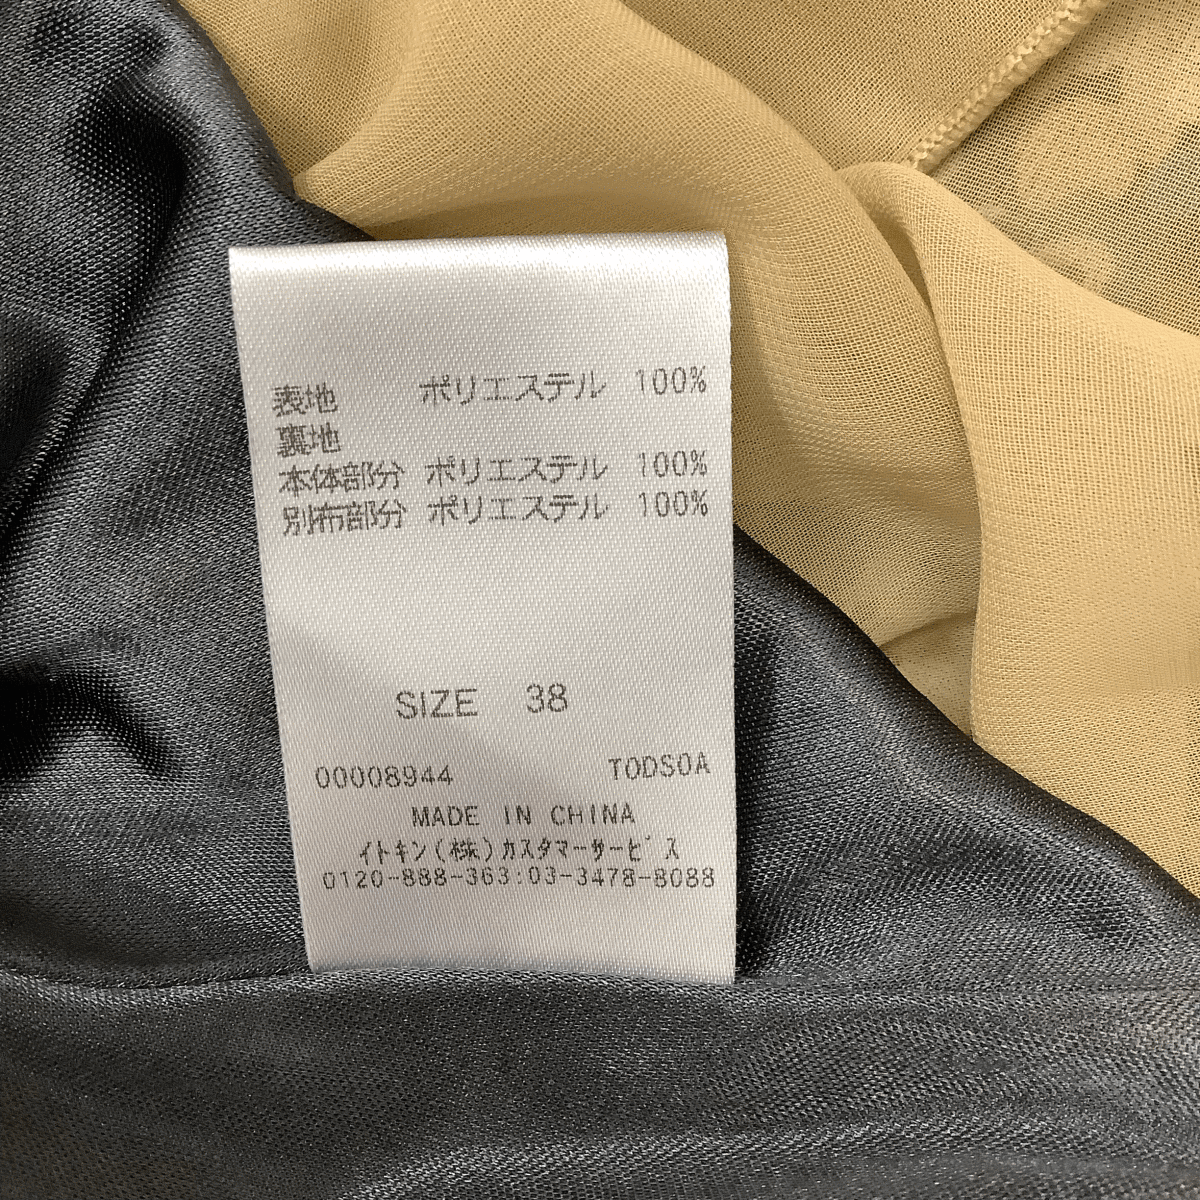 表地 ポリエステル 100%
裏地
本体部分 ポリエステル 100%
別布部分 ポリエステル 100%
SIZE 38
00008944 TODS0A
MADE IN CHINA
イトキン(株)カスタマーサービス
0120-888-363:03-3478-8088